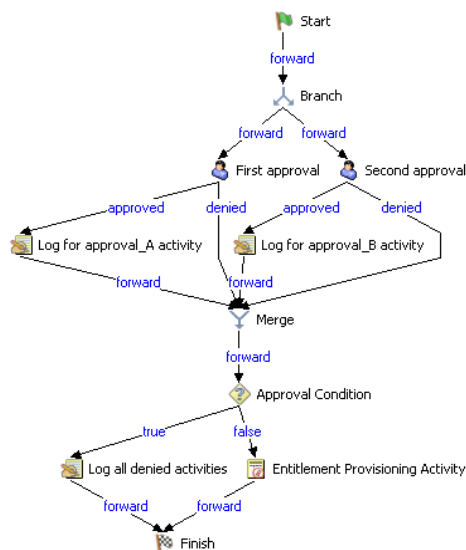 Start
forward
Branch
forward forward
First approval Second approval
approved denied approved denied
Log for approval_A activity Log for approval_B activity
forward forward
Merge
forward
Approval Condition
true false
Log all denied activities Entitlement Provisioning Activity
forward forward
Finish